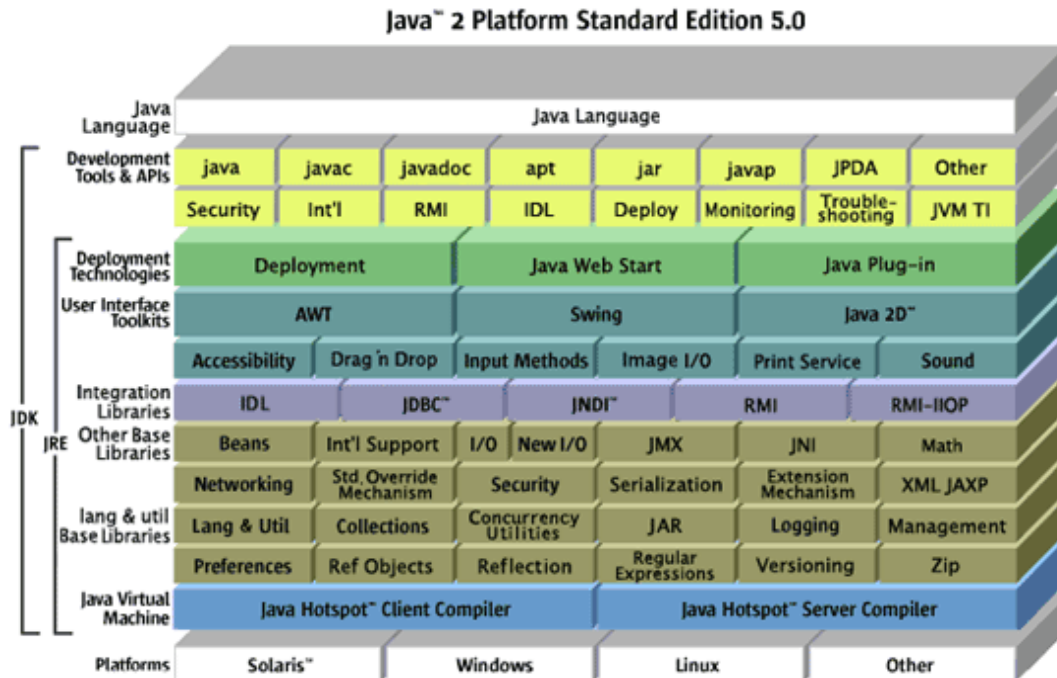 Java™ 2 Platform Standard Edition 5.0
Java
Language
Java Language
Development
Tools & APIs
java javac javadoc apt jar javap JPDA Other
Security Int'l RMI IDL Deploy Monitoring Trouble-
shooting JVM TI
Deployment
Technologies
Deployment Java Web Start Java Plug-in
User Interface
Toolkits
AWT Swing Java 2D™
Accessibility Drag 'n Drop Input Methods Image I/O Print Service Sound
Integration
Libraries
IDL JDBC™ JNDI™ RMI RMI-IIOP
JDK
JRE
Other Base
Libraries
Beans Int'l Support I/O New I/O JMX JNI Math
Networking Std. Override
Mechanism Security Serialization Extension
Mechanism XML JAXP
lang & util
Base Libraries
Lang & Util Collections Concurrency
Utilities JAR Logging Management
Preferences Ref Objects Reflection Regular
Expressions Versioning Zip
Java Virtual
Machine
Java Hotspot™ Client Compiler Java Hotspot™ Server Compiler
Platforms
Solaris™ Windows Linux Other